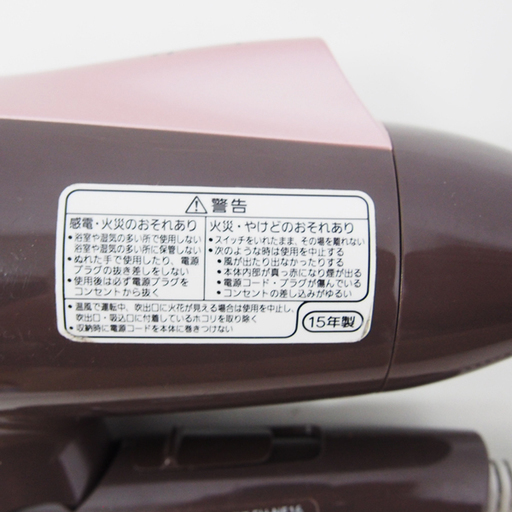 警告
感電・火災のおそれあり
• 浴室や湿気の多い所で使用しない
• 浴室や湿気の多い所に保管しない
• ぬれた手で使用したり、電源
プラグの抜き差しをしない
• 使用後は必ず電源プラグを
コンセントから抜く
火災・やけどのおそれあり
• スイッチをいれたまま、その場を離れない
• 次のような時は使用を中止する
• 風が出たり出なかったりする
• 本体内部が真っ赤になり煙が出る
• 電源コード・プラグが傷んでいる
• コンセントの差し込みがゆるい
• 温風で運転中、吹出口に火花が見える場合は使用を中止し、
吹出口・吸込口に付着しているホコリを取り除く
• 収納時に電源コードを本体に巻きつけない
15年製